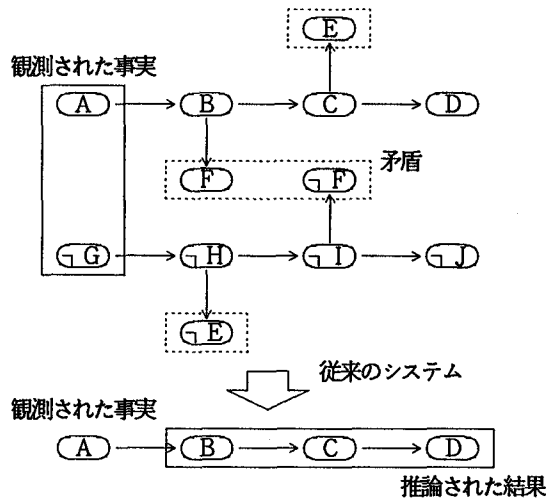 E
観測された事実
A B C D
F ¬F 矛盾
¬G ¬H ¬I ¬J
¬E
従来のシステム
観測された事実
A B C D
推論された結果